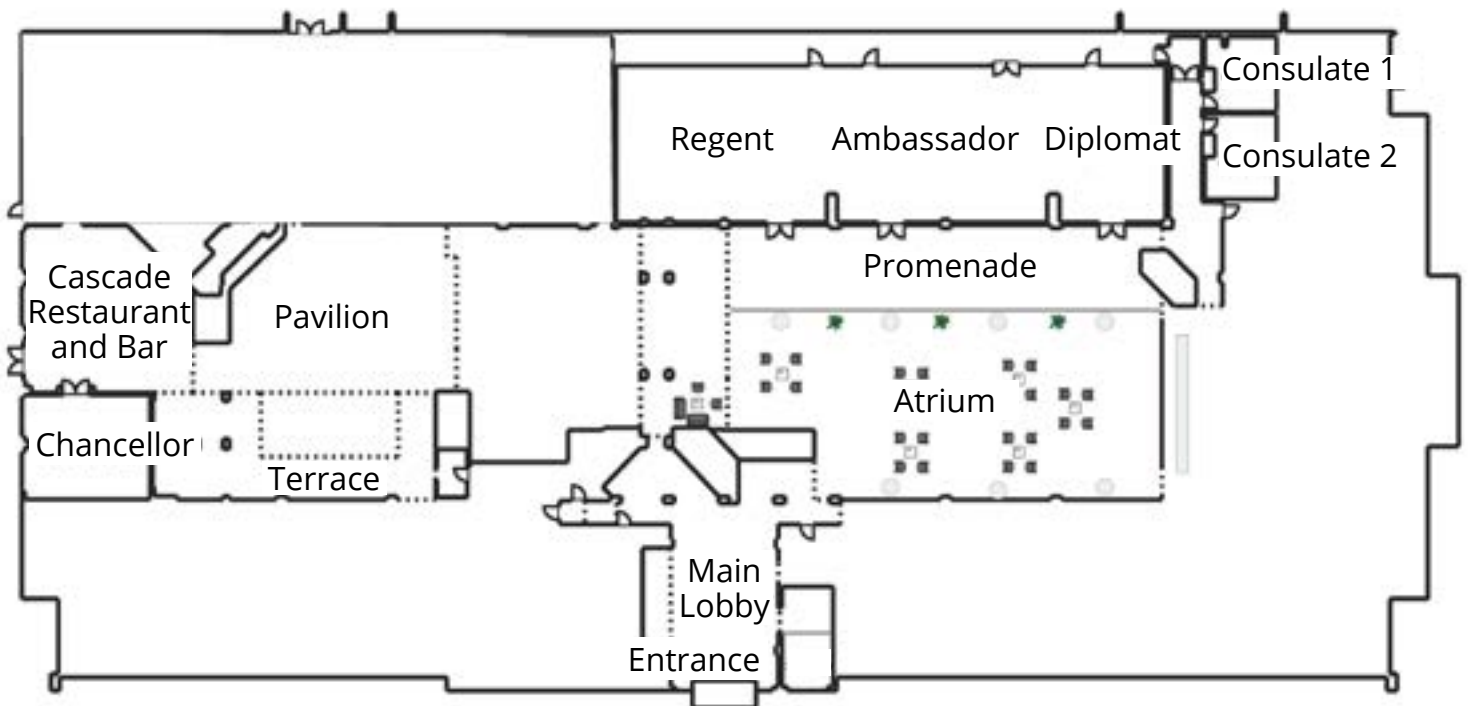 Consulate 1
Regent Ambassador Diplomat
Consulate 2
Promenade
Cascade
Restaurant
and Bar
Pavilion
Atrium
Chancellor
Terrace
Main
Lobby
Entrance